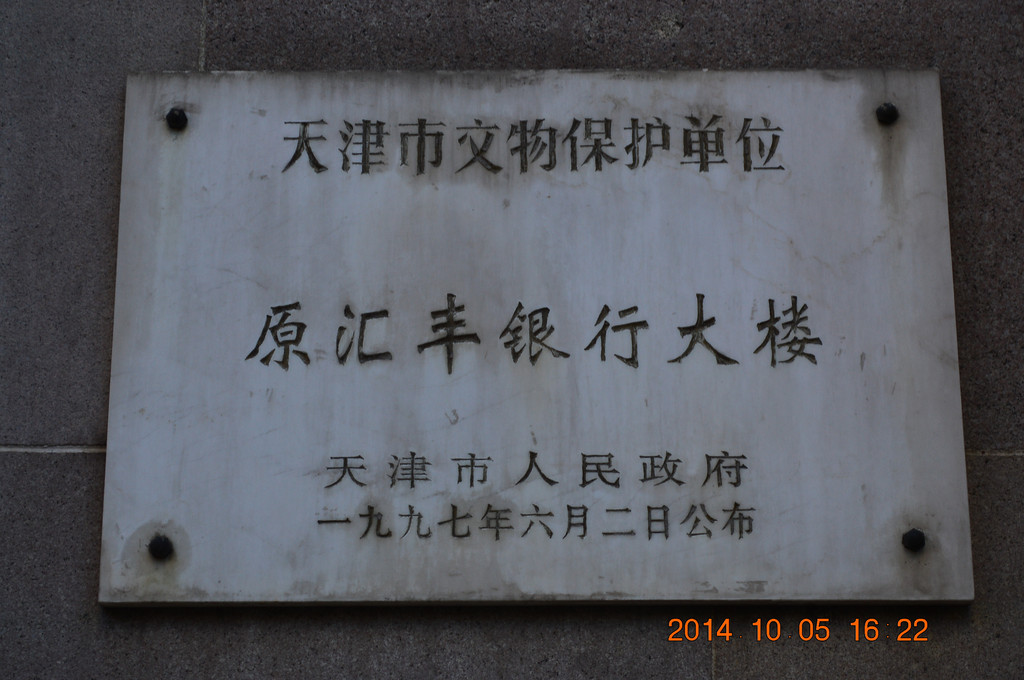 天津市文物保护单位
原汇丰银行大楼
天津市人民政府
一九九七年六月二日公布
2014 10 05 16 22